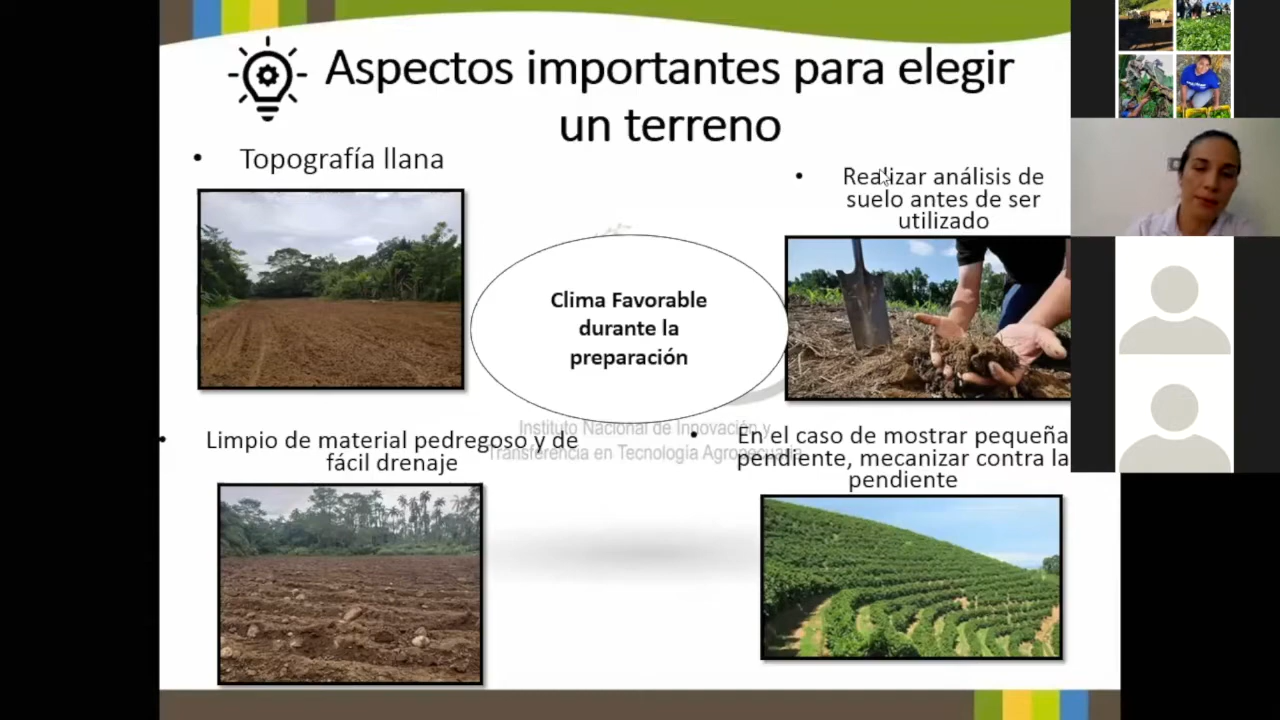 Aspectos importantes para elegir
un terreno
• Topografía llana
• Realizar análisis de
suelo antes de ser
utilizado
Clima Favorable
durante la
preparación
Instituto Nacional de Innovación y
Transferencia en Tecnología Agropecuaria
• Limpio de material pedregoso y de
fácil drenaje
• En el caso de mostrar pequeña
pendiente, mecanizar contra la
pendiente